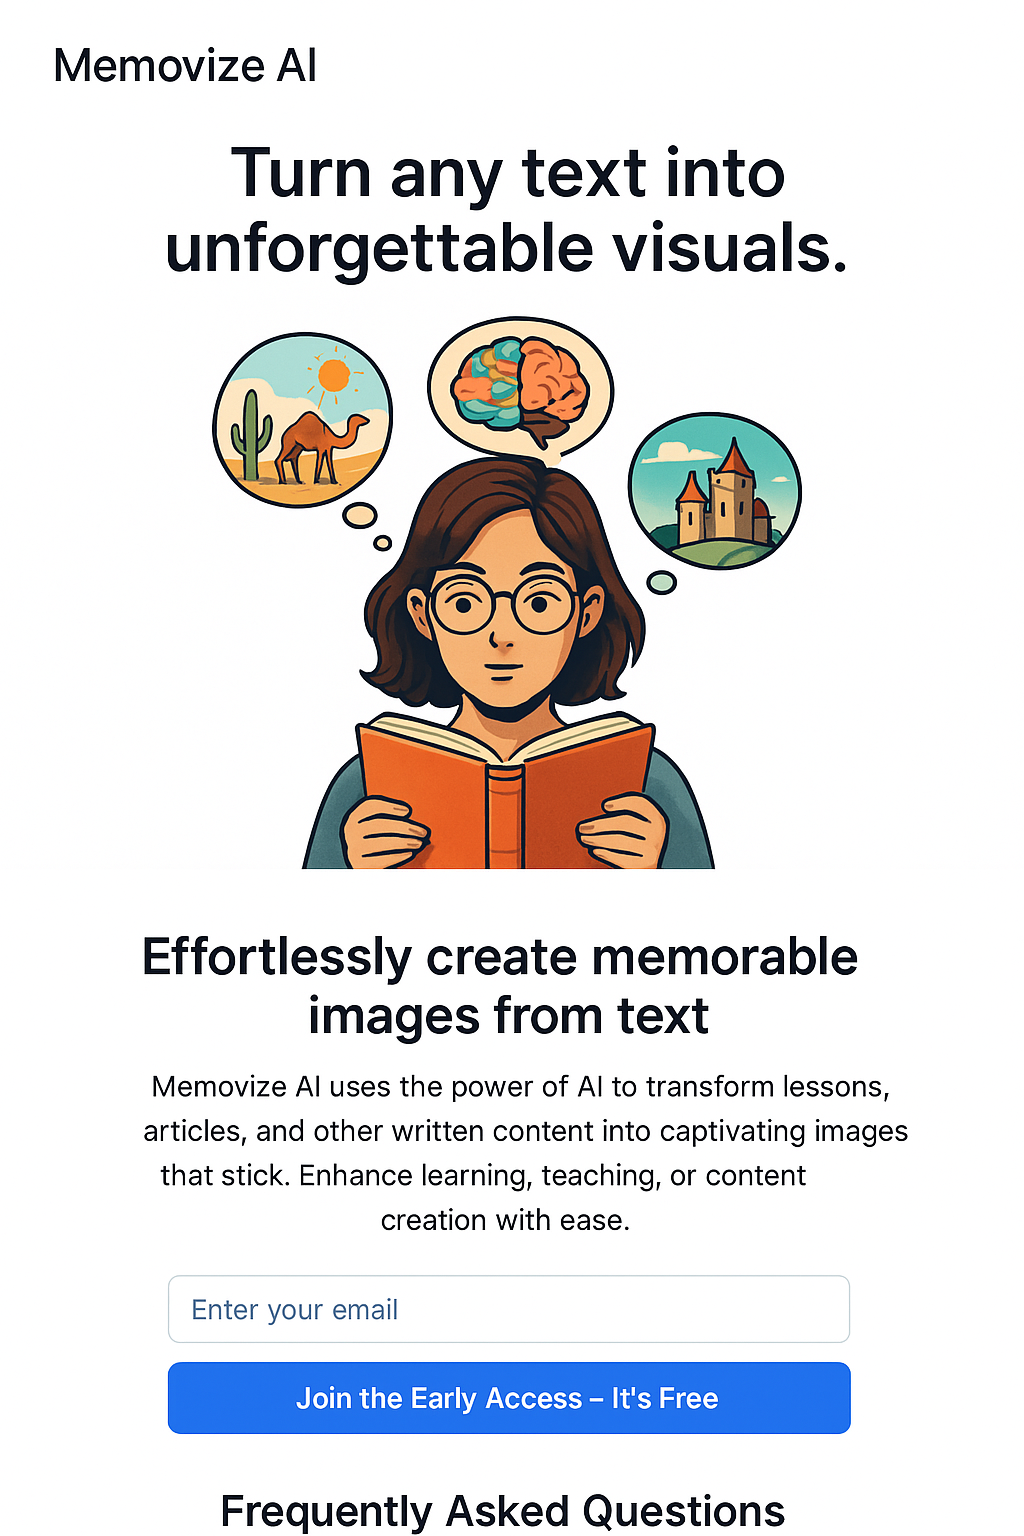 Memovize AI
Turn any text into
unforgettable visuals.
Effortlessly create memorable
images from text
Memovize AI uses the power of AI to transform lessons,
articles, and other written content into captivating images
that stick. Enhance learning, teaching, or content
creation with ease.
Enter your email
Join the Early Access – It's Free
Frequently Asked Questions